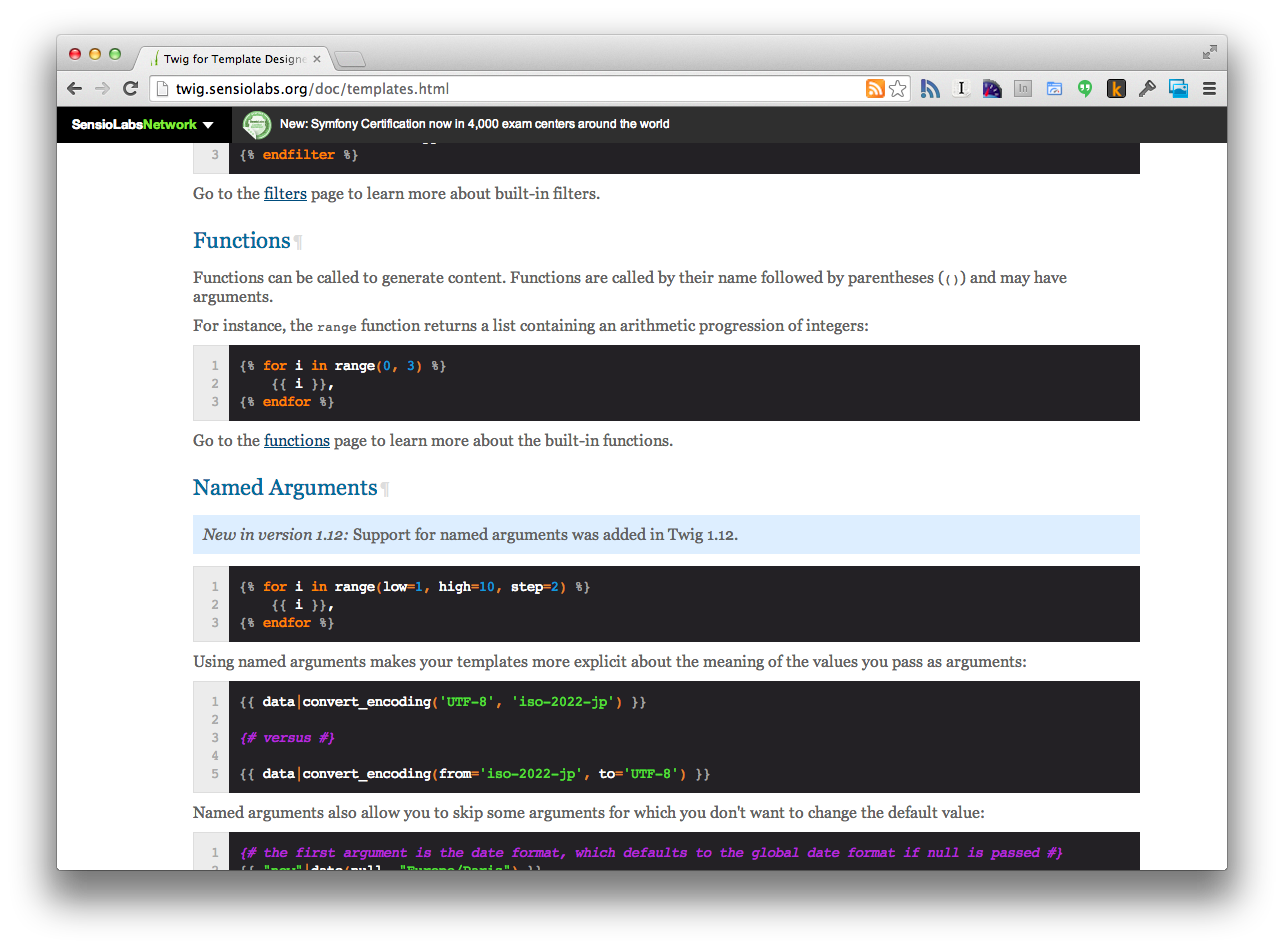 Twig for Template Designe
twig.sensiolabs.org/doc/templates.html
SensioLabsNetwork
New: Symfony Certification now in 4,000 exam centers around the world
3 {% endfilter %}
Go to the filters page to learn more about built-in filters.
Functions ¶
Functions can be called to generate content. Functions are called by their name followed by parentheses (()) and may have
arguments.
For instance, the range function returns a list containing an arithmetic progression of integers:
1 {% for i in range(0, 3) %}
2     {{ i }},
3 {% endfor %}
Go to the functions page to learn more about the built-in functions.
Named Arguments ¶
New in version 1.12: Support for named arguments was added in Twig 1.12.
1 {% for i in range(low=1, high=10, step=2) %}
2     {{ i }},
3 {% endfor %}
Using named arguments makes your templates more explicit about the meaning of the values you pass as arguments:
1 {{ data|convert_encoding('UTF-8', 'iso-2022-jp') }}
2
3 {# versus #}
4
5 {{ data|convert_encoding(from='iso-2022-jp', to='UTF-8') }}
Named arguments also allow you to skip some arguments for which you don't want to change the default value:
1 {# the first argument is the date format, which defaults to the global date format if null is passed #}
2 {{ "now"|date(null, "Europe/Paris") }}